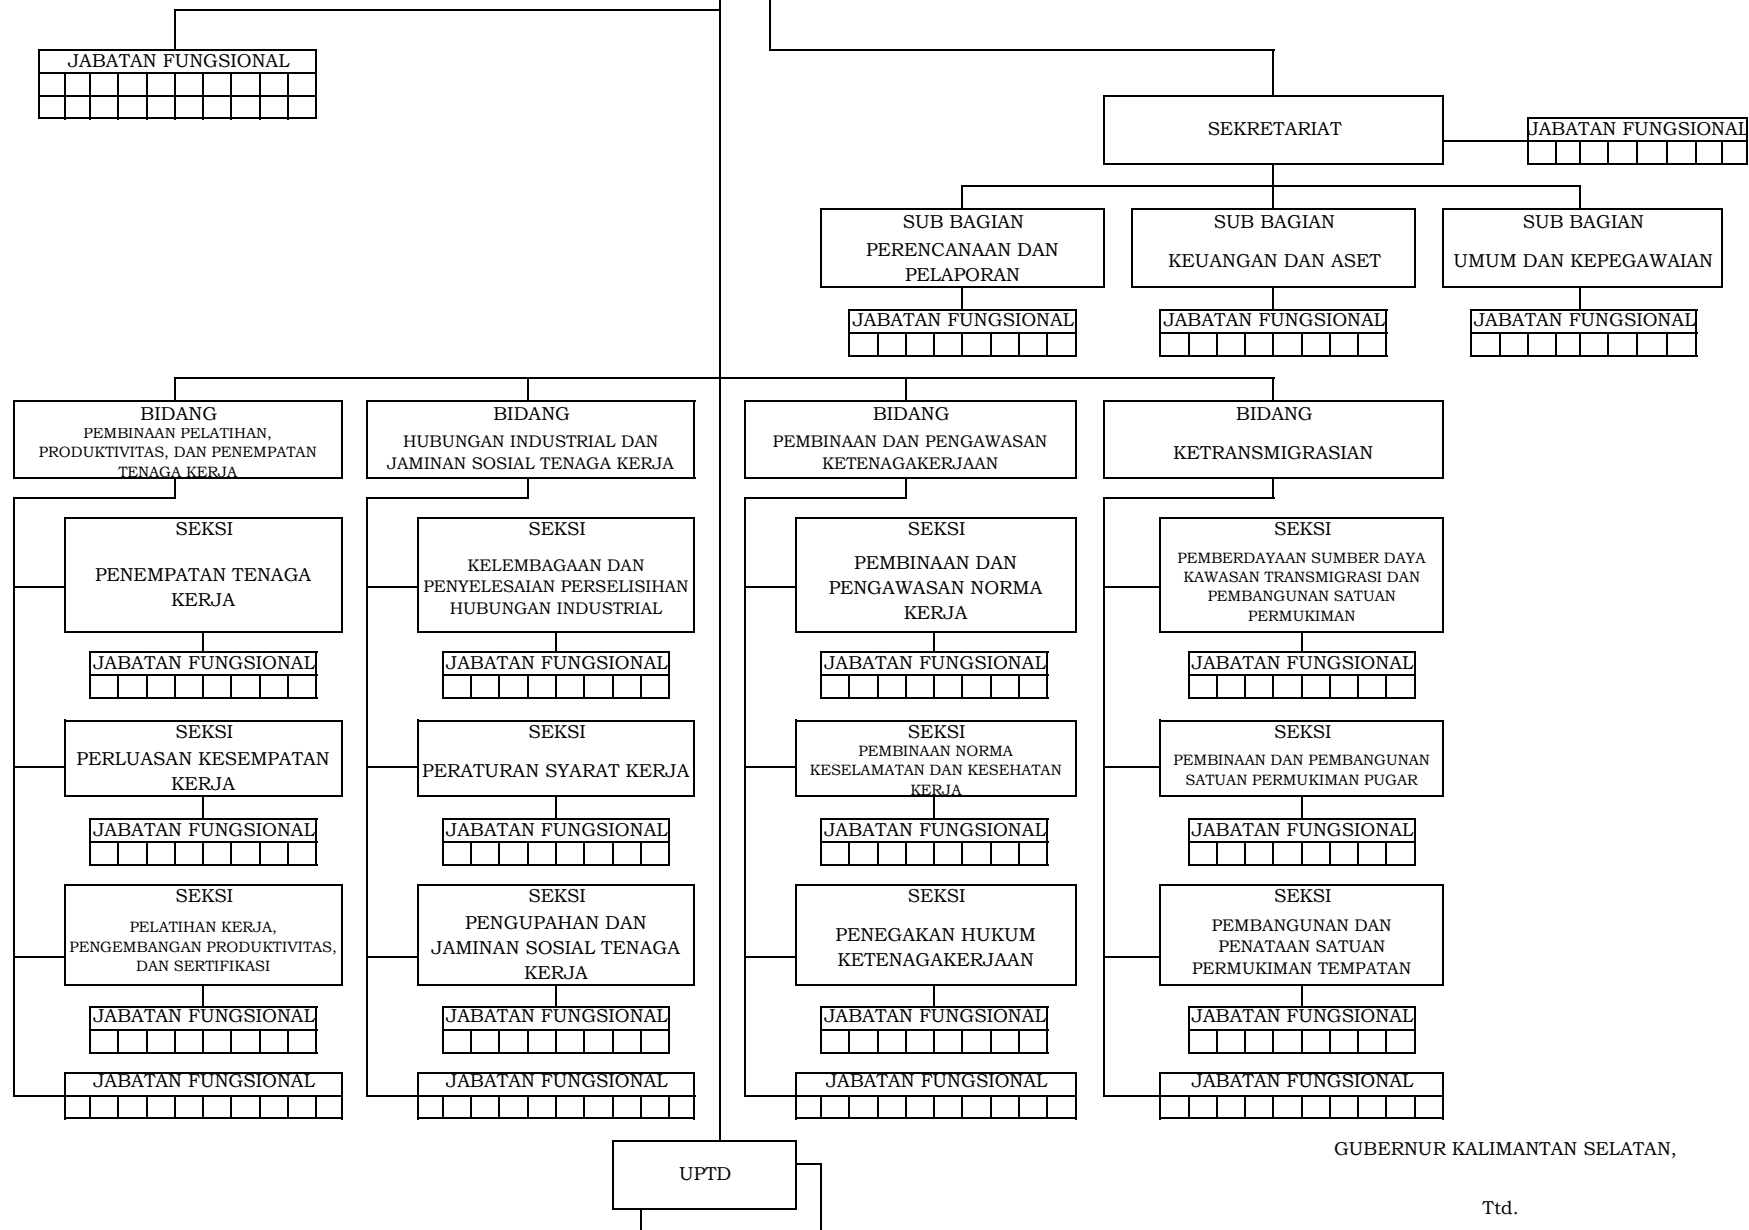 JABATAN FUNGSIONAL
SEKRETARIAT
JABATAN FUNGSIONAL
SUB BAGIAN
PERENCANAAN DAN
PELAPORAN
SUB BAGIAN
KEUANGAN DAN ASET
SUB BAGIAN
UMUM DAN KEPEGAWAIAN
JABATAN FUNGSIONAL
JABATAN FUNGSIONAL
JABATAN FUNGSIONAL
BIDANG
PEMBINAAN PELATIHAN,
PRODUKTIVITAS, DAN PENEMPATAN
TENAGA KERJA
BIDANG
HUBUNGAN INDUSTRIAL DAN
JAMINAN SOSIAL TENAGA KERJA
BIDANG
PEMBINAAN DAN PENGAWASAN
KETENAGAKERJAAN
BIDANG
KETRANSMIGRASIAN
SEKSI
PENEMPATAN TENAGA
KERJA
SEKSI
KELEMBAGAAN DAN
PENYELESAIAN PERSELISIHAN
HUBUNGAN INDUSTRIAL
SEKSI
PEMBINAAN DAN
PENGAWASAN NORMA
KERJA
SEKSI
PEMBERDAYAAN SUMBER DAYA
KAWASAN TRANSMIGRASI DAN
PEMBANGUNAN SATUAN
PERMUKIMAN
JABATAN FUNGSIONAL
JABATAN FUNGSIONAL
JABATAN FUNGSIONAL
JABATAN FUNGSIONAL
SEKSI
PERLUASAN KESEMPATAN
KERJA
SEKSI
PERATURAN SYARAT KERJA
SEKSI
PEMBINAAN NORMA
KESELAMATAN DAN KESEHATAN
KERJA
SEKSI
PEMBINAAN DAN PEMBANGUNAN
SATUAN PERMUKIMAN PUGAR
JABATAN FUNGSIONAL
JABATAN FUNGSIONAL
JABATAN FUNGSIONAL
JABATAN FUNGSIONAL
SEKSI
PELATIHAN KERJA,
PENGEMBANGAN PRODUKTIVITAS,
DAN SERTIFIKASI
SEKSI
PENGUPAHAN DAN
JAMINAN SOSIAL TENAGA
KERJA
SEKSI
PENEGAKAN HUKUM
KETENAGAKERJAAN
SEKSI
PEMBANGUNAN DAN
PENATAAN SATUAN
PERMUKIMAN TEMPATAN
JABATAN FUNGSIONAL
JABATAN FUNGSIONAL
JABATAN FUNGSIONAL
JABATAN FUNGSIONAL
JABATAN FUNGSIONAL
JABATAN FUNGSIONAL
JABATAN FUNGSIONAL
JABATAN FUNGSIONAL
UPTD
GUBERNUR KALIMANTAN SELATAN,
Ttd.